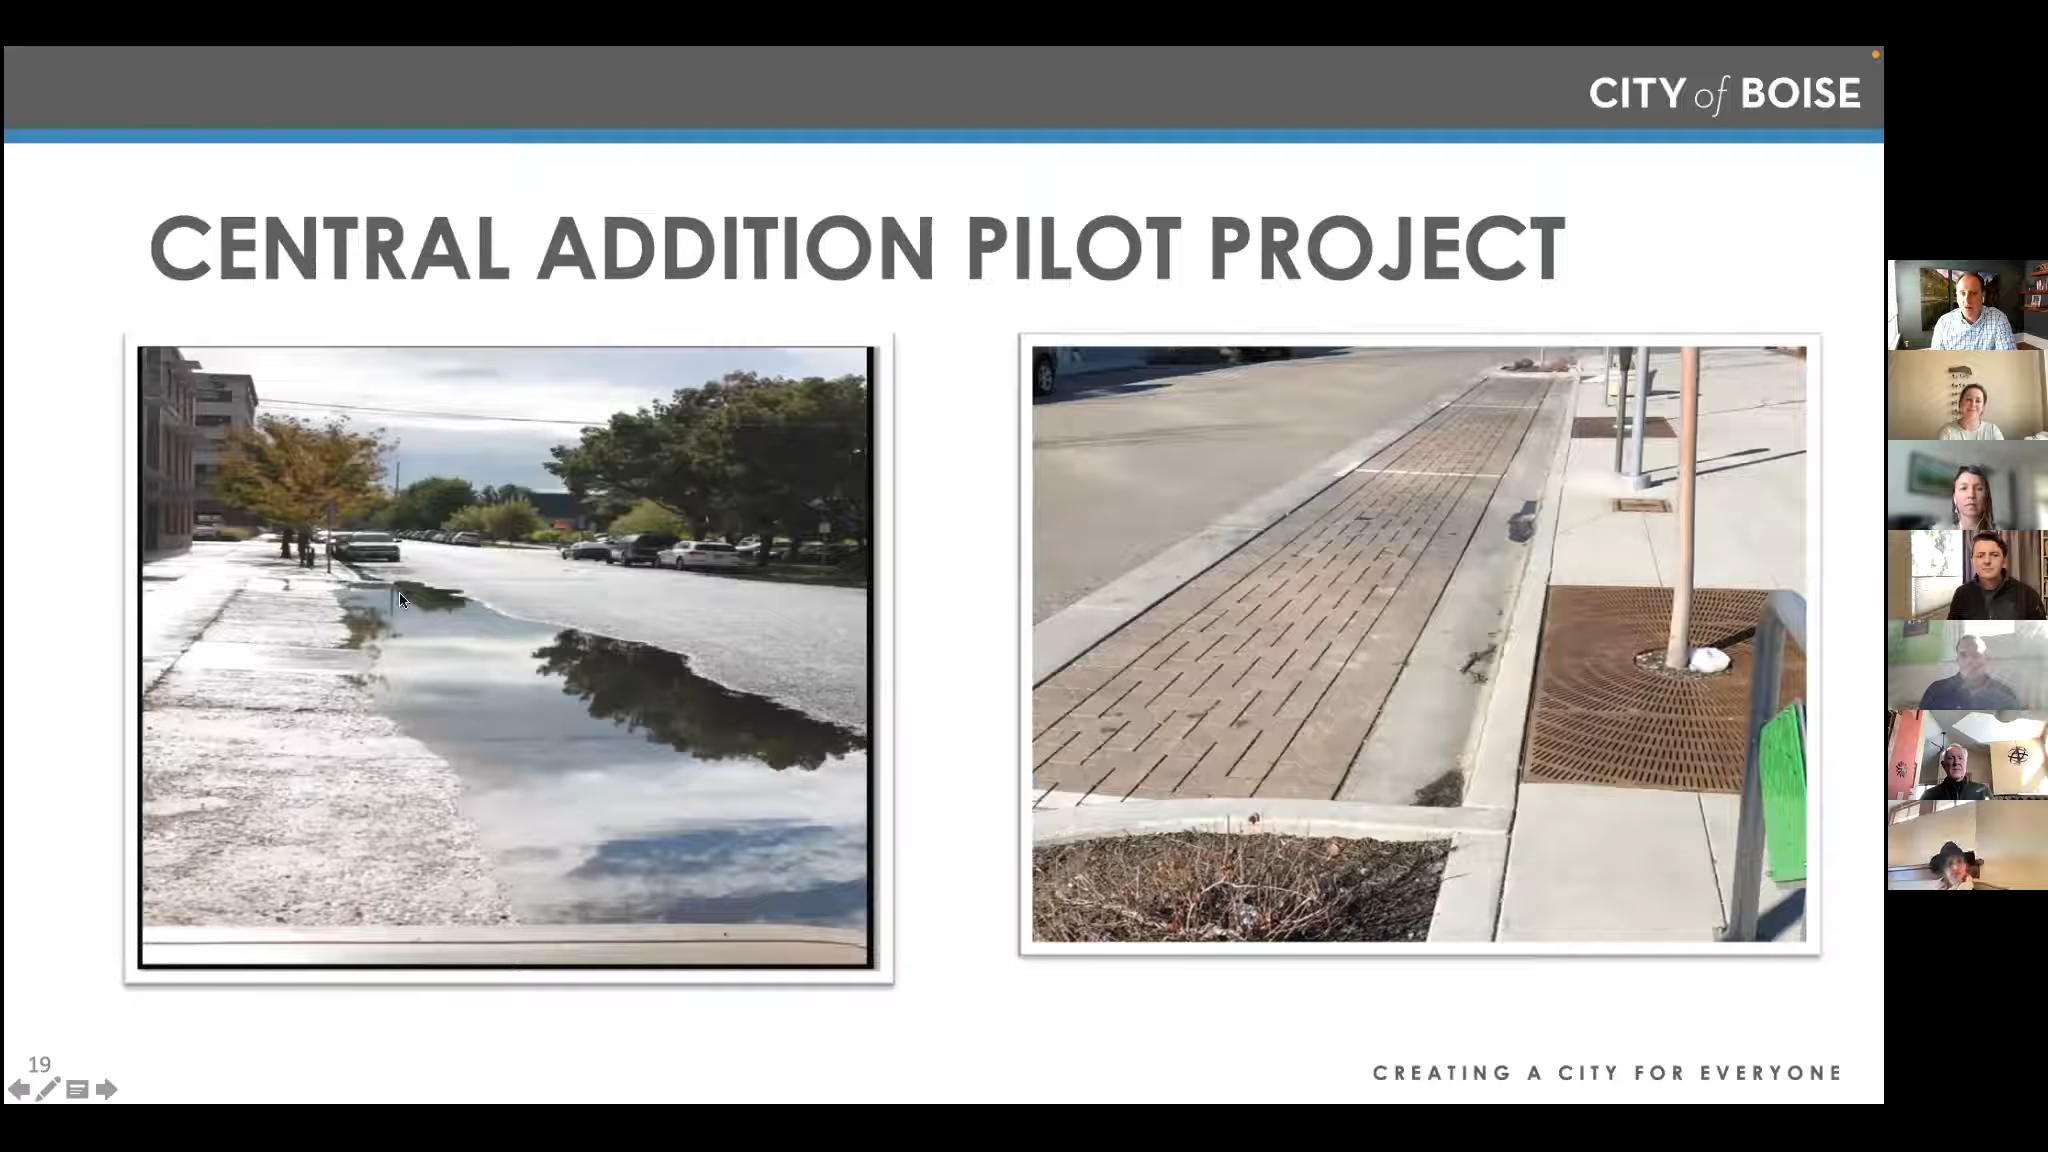 CITY of BOISE
CENTRAL ADDITION PILOT PROJECT
19
CREATING A CITY FOR EVERYONE